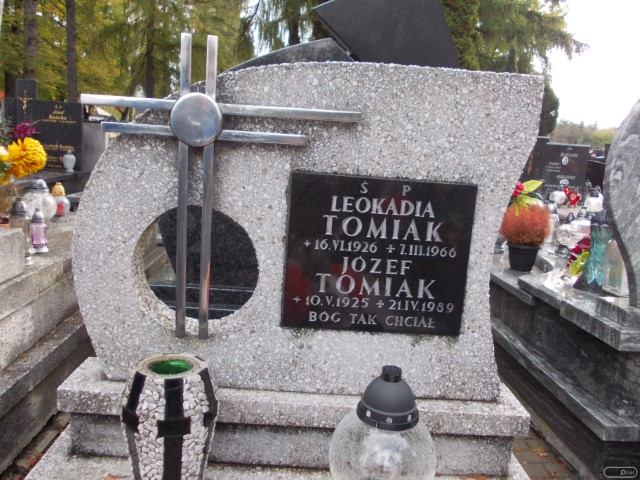 Ś P
LEOKADIA
TOMIAK
+16.VI.1926 +7.III.1966
JÓZEF
TOMIAK
+10.V.1925 +21.IV.1989
BÓG TAK CHCIAŁ